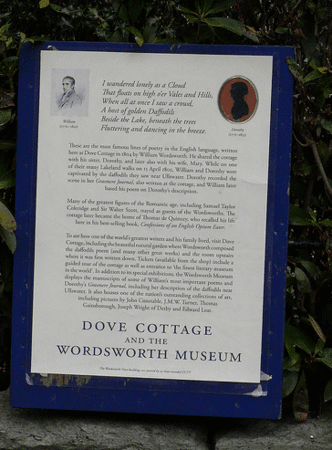 I wandered lonely as a Cloud
That floats on high o'er Vales and Hills,
When all at once I saw a crowd,
A host of golden Daffodils
Beside the Lake, beneath the trees
Fluttering and dancing in the breeze.
William
Dorothy
These are the most famous lines of poetry in the English language, written
here at Dove Cottage in 1804 by William Wordsworth. He shared the cottage
with his sister, Dorothy, and later also with his wife, Mary. While on one
of their many Lakeland walks on 15 April 1802, William and Dorothy were
captivated by the daffodils they saw near Ullswater. Dorothy recorded the
scene in her Grasmere Journal, also written at the cottage, and William later
based his poem on Dorothy's description.
Many of the greatest figures of the Romantic age, including Samuel Taylor
Coleridge and Sir Walter Scott, stayed as guests of the Wordsworths. The
cottage later became the home of Thomas de Quincey, who recalled his life
here in his best-selling book, Confessions of an English Opium Eater.
To see how one of the world's greatest writers and his family lived, visit Dove
Cottage, including the beautiful natural garden where Wordsworth composed
the daffodils poem (and many other great works) and the room upstairs
where it was first written down. Tickets (available from the shop) include a
guided tour of the cottage as well as entrance to 'the finest literary museum
in the world'. In addition to its special exhibitions, the Wordsworth Museum
displays the manuscripts of some of William's most important poems and
Dorothy's Grasmere Journal, including her description of the daffodils near
Ullswater. It also houses one of the nation's outstanding collections of art,
including pictures by John Constable, J.M.W. Turner, Thomas
Gainsborough, Joseph Wright of Derby and Edward Lear.
DOVE COTTAGE
AND THE
WORDSWORTH MUSEUM